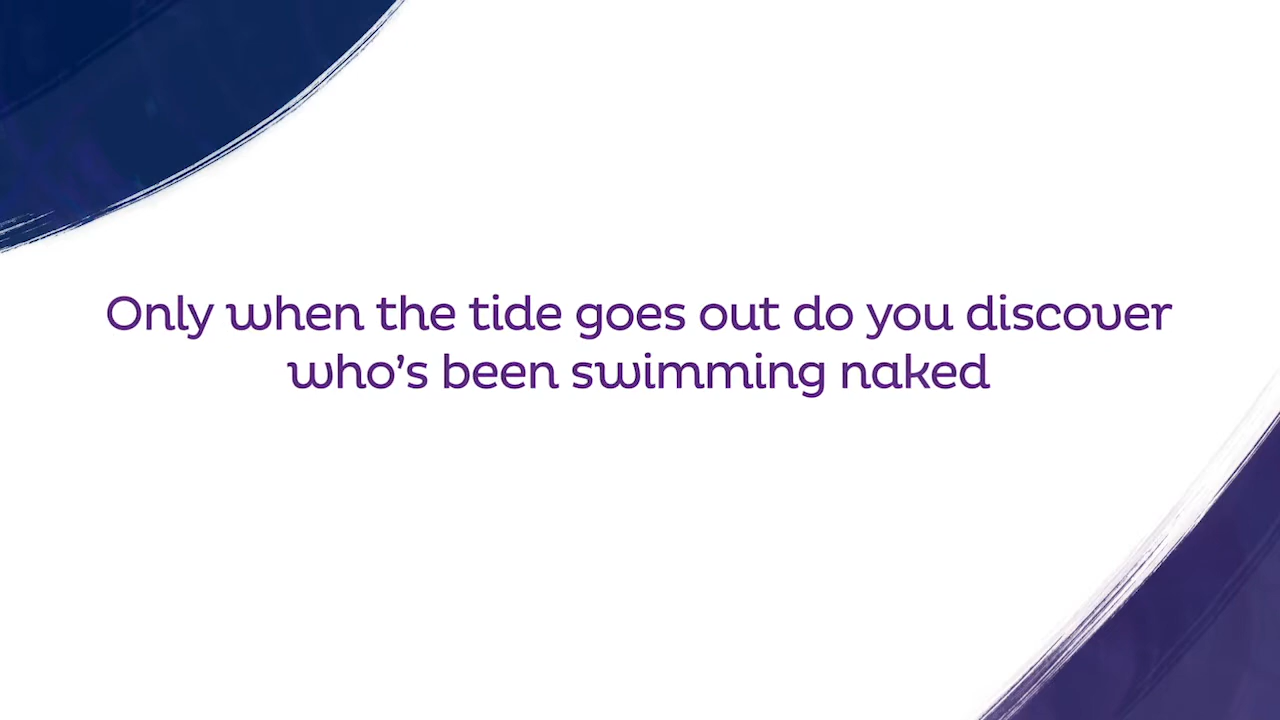 Only when the tide goes out do you discover
who’s been swimming naked